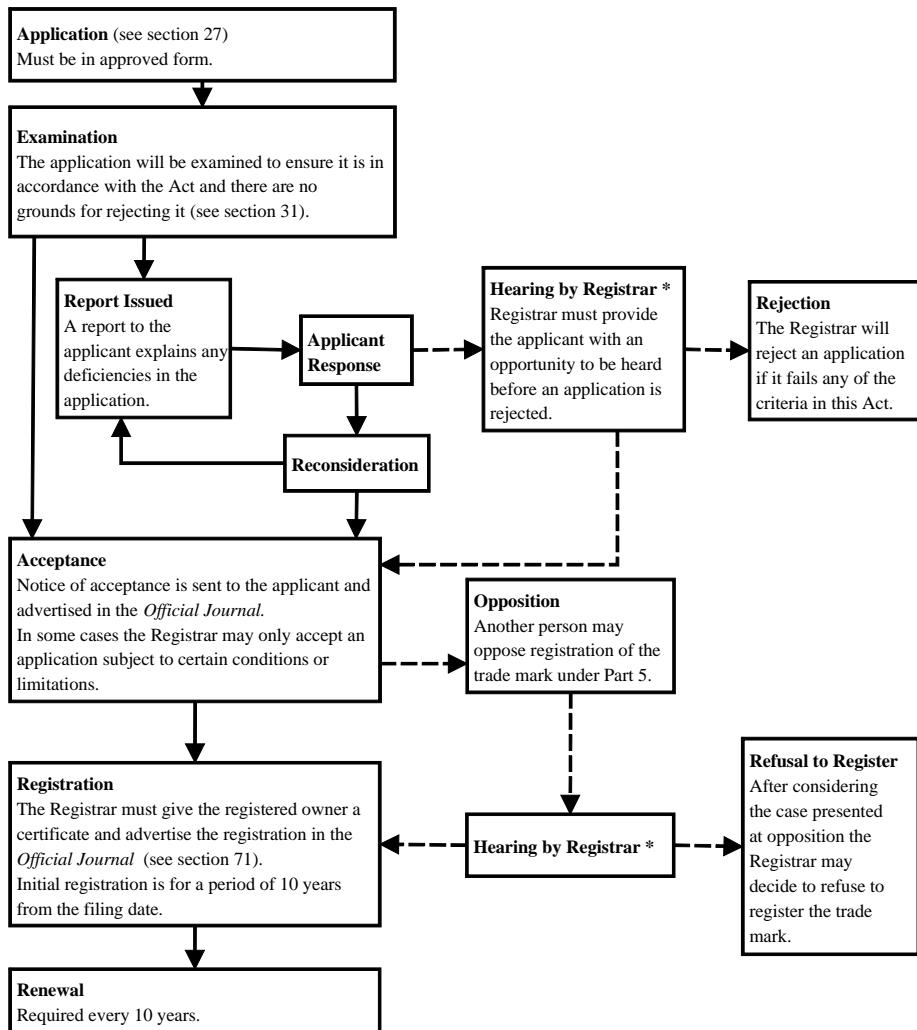 Application (see section 27)
Must be in approved form.
Examination
The application will be examined to ensure it is in
accordance with the Act and there are no
grounds for rejecting it (see section 31).
Report Issued
A report to the
applicant explains any
deficiencies in the
application.
Applicant
Response
Hearing by Registrar *
Registrar must provide
the applicant with an
opportunity to be heard
before an application is
rejected.
Rejection
The Registrar will
reject an application
if it fails any of the
criteria in this Act.
Reconsideration
Acceptance
Notice of acceptance is sent to the applicant and
advertised in the Official Journal.
In some cases the Registrar may only accept an
application subject to certain conditions or
limitations.
Opposition
Another person may
oppose registration of the
trade mark under Part 5.
Registration
The Registrar must give the registered owner a
certificate and advertise the registration in the
Official Journal (see section 71).
Initial registration is for a period of 10 years
from the filing date.
Hearing by Registrar *
Refusal to Register
After considering
the case presented
at opposition the
Registrar may
decide to refuse to
register the trade
mark.
Renewal
Required every 10 years.